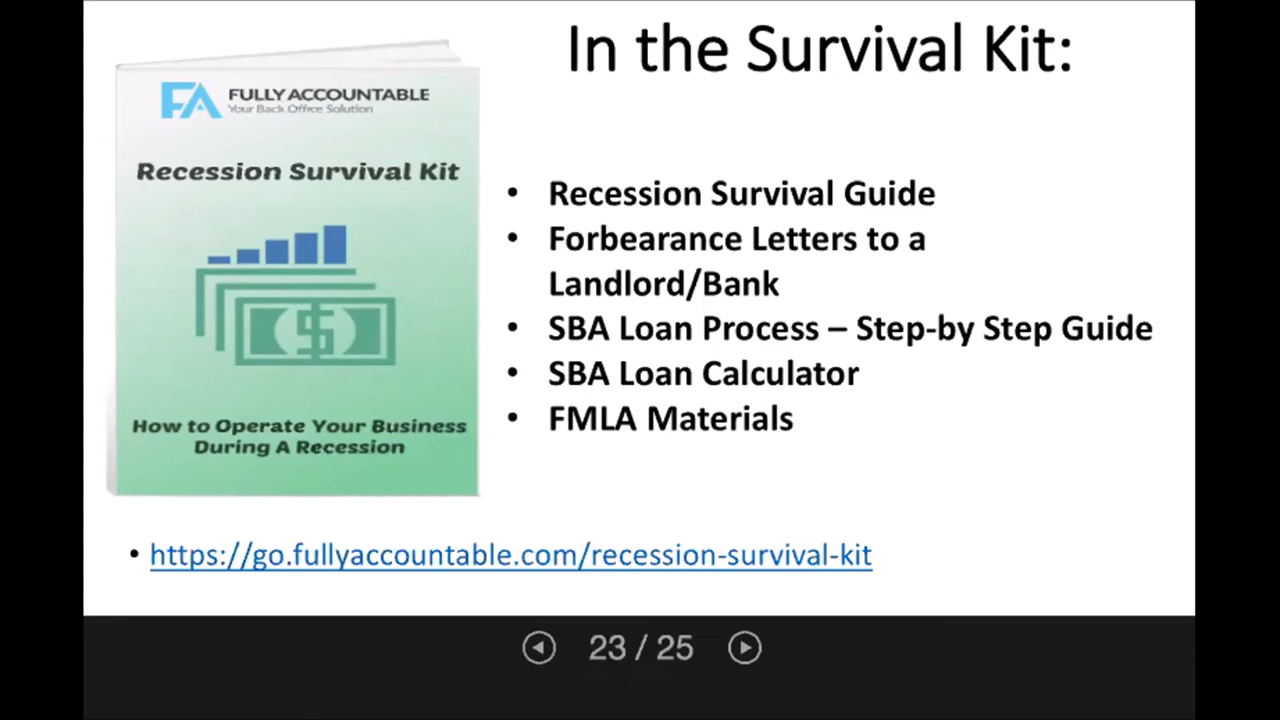 In the Survival Kit:
FA FULLY ACCOUNTABLE
Your Back Office Solution
Recession Survival Kit
$
How to Operate Your Business
During A Recession
• Recession Survival Guide
• Forbearance Letters to a
Landlord/Bank
• SBA Loan Process – Step-by Step Guide
• SBA Loan Calculator
• FMLA Materials
• https://go.fullyaccountable.com/recession-survival-kit
23 / 25